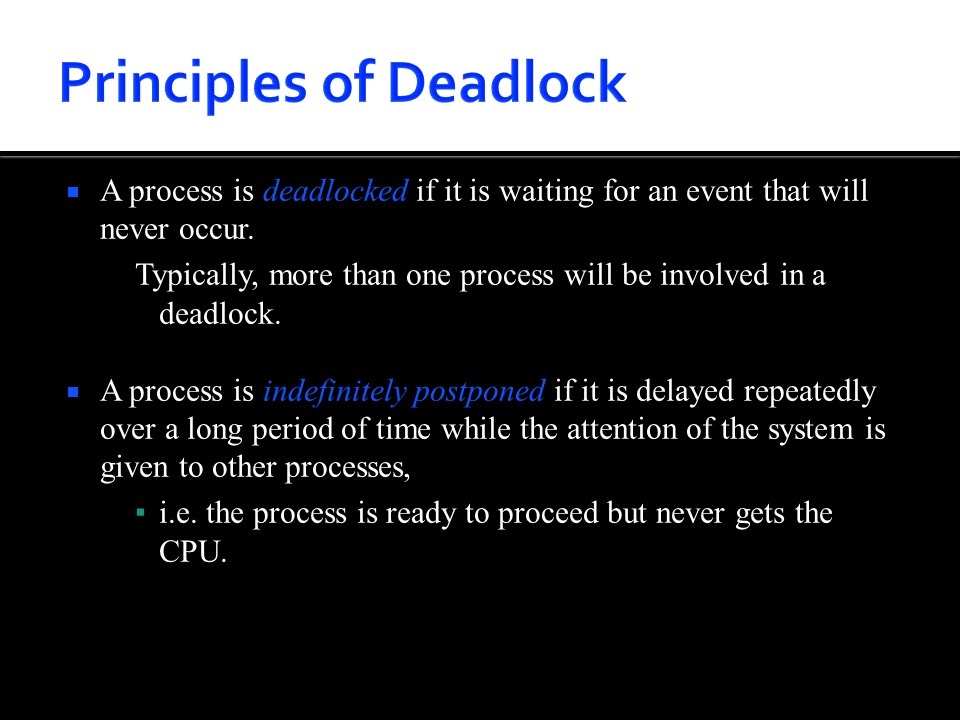 Principles of Deadlock
A process is deadlocked if it is waiting for an event that will
never occur.
Typically, more than one process will be involved in a
deadlock.
A process is indefinitely postponed if it is delayed repeatedly
over a long period of time while the attention of the system is
given to other processes,
i.e. the process is ready to proceed but never gets the
CPU.